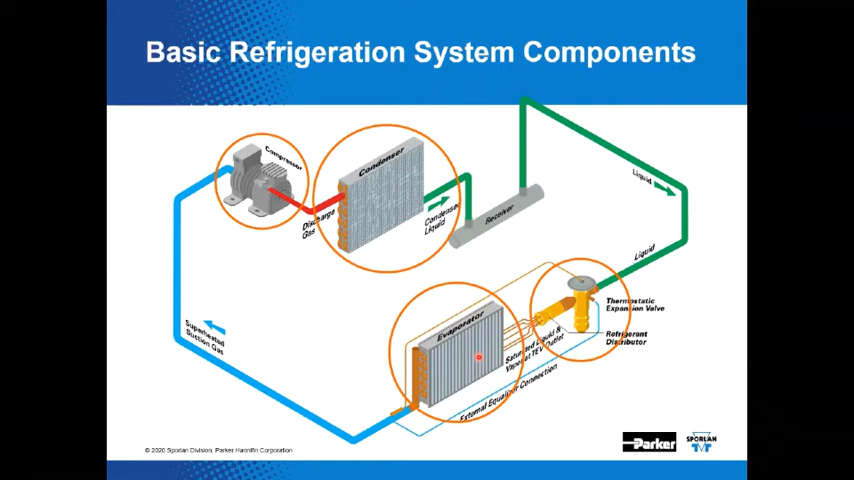 Basic Refrigeration System Components
Compressor
Condenser
Discharge
Gas
Condensed
Liquid
Receiver
Liquid
Liquid
Thermostatic
Expansion Valve
Refrigerant
Distributor
Evaporator
Saturated Liquid &
Vapor at TEV Outlet
External Equalizer Connection
Superheated
Suction Gas
© 2020 Sporlan Division, Parker Hannifin Corporation
Parker
SPORLAN